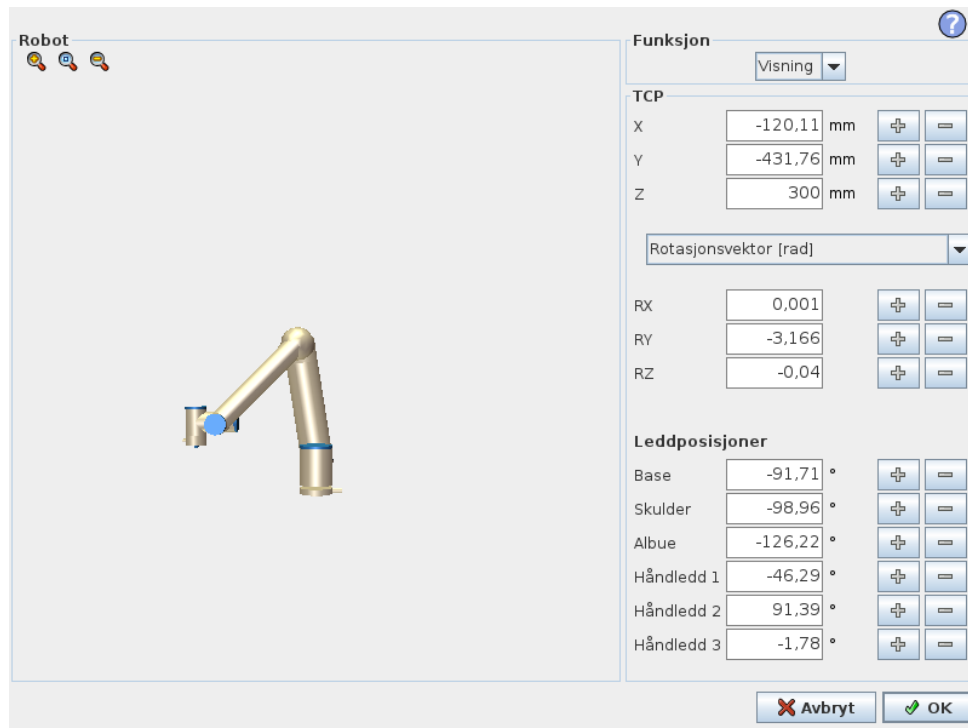 Robot
Funksjon
Visning
TCP
X -120,11 mm
Y -431,76 mm
Z 300 mm
Rotasjonsvektor [rad]
RX 0,001
RY -3,166
RZ -0,04
Leddposisjoner
Base -91,71 °
Skulder -98,96 °
Albue -126,22 °
Håndledd 1 -46,29 °
Håndledd 2 91,39 °
Håndledd 3 -1,78 °
Avbryt OK